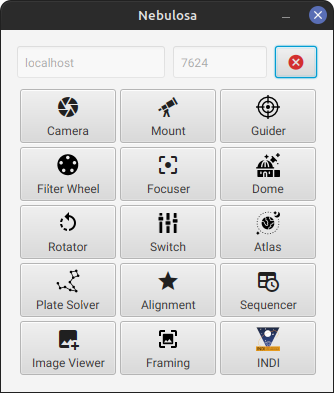 Nebulosa
localhost 7624
Camera Mount Guider
Fiiter Wheel Focuser Dome
Rotator Switch Atlas
Plate Solver Alignment Sequencer
Image Viewer Framing INDI